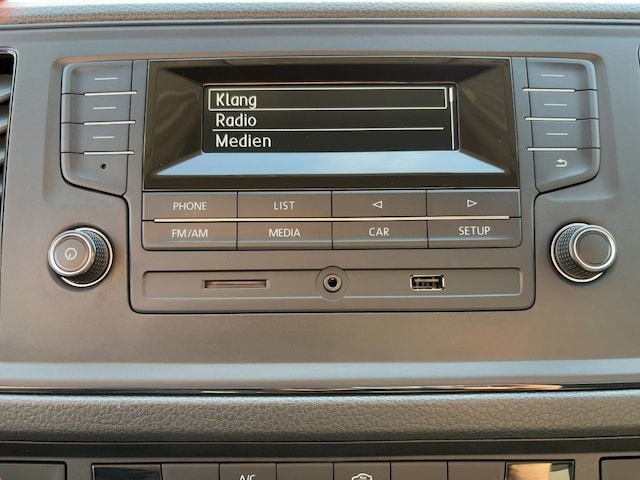 Klang
Radio
Medien
PHONE LIST
FM/AM MEDIA CAR SETUP
A/C